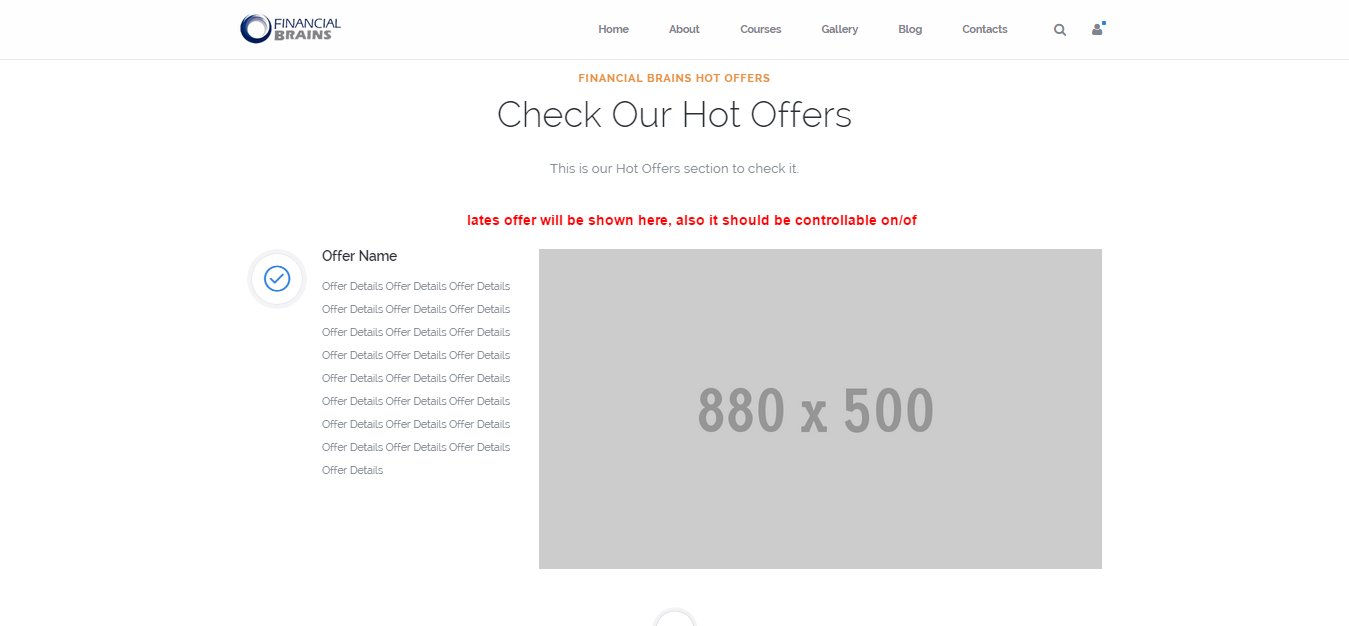 FINANCIAL
BRAINS
Home About Courses Gallery Blog Contacts
FINANCIAL BRAINS HOT OFFERS
Check Our Hot Offers
This is our Hot Offers section to check it.
lates offer will be shown here, also it should be controllable on/of
Offer Name
Offer Details Offer Details Offer Details
Offer Details Offer Details Offer Details
Offer Details Offer Details Offer Details
Offer Details Offer Details Offer Details
Offer Details Offer Details Offer Details
Offer Details Offer Details Offer Details
Offer Details Offer Details Offer Details
Offer Details Offer Details Offer Details
Offer Details
880 x 500